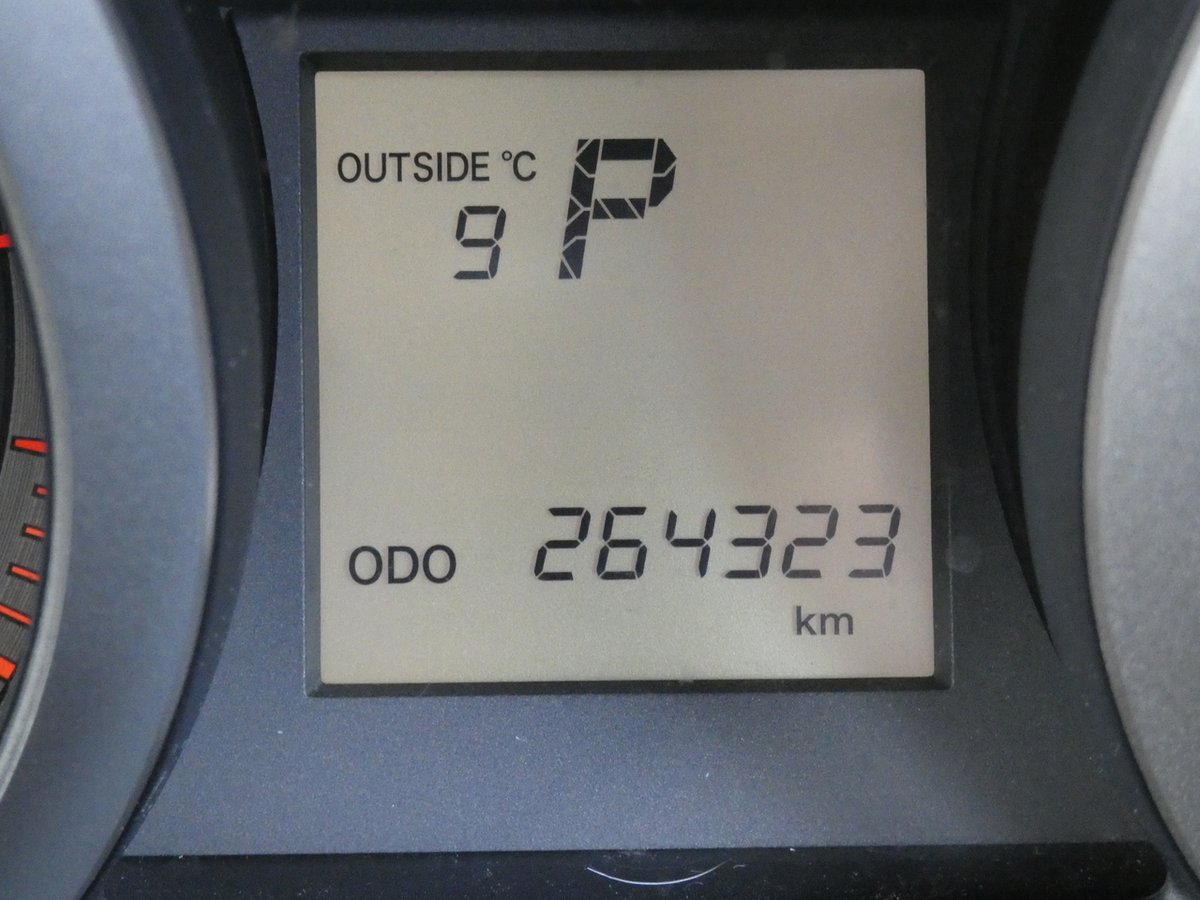 OUTSIDE °C
9 P
ODO 264323
km